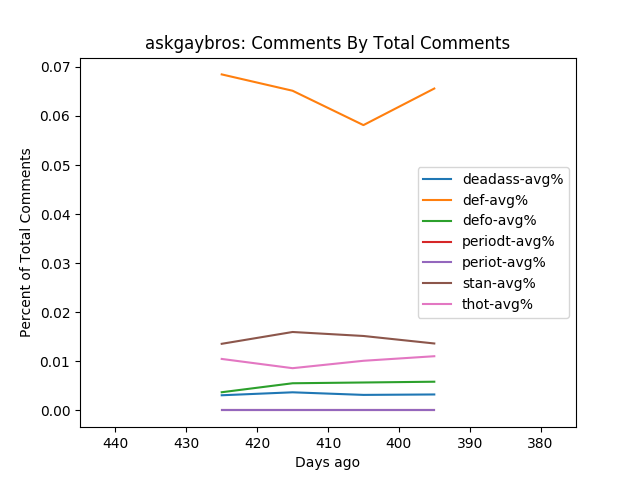 askgaybros: Comments By Total Comments
Percent of Total Comments
0.07
0.06
0.05
0.04
0.03
0.02
0.01
0.00
deadass-avg%
def-avg%
defo-avg%
periodt-avg%
periot-avg%
stan-avg%
thot-avg%
440 430 420 410 400 390 380
Days ago